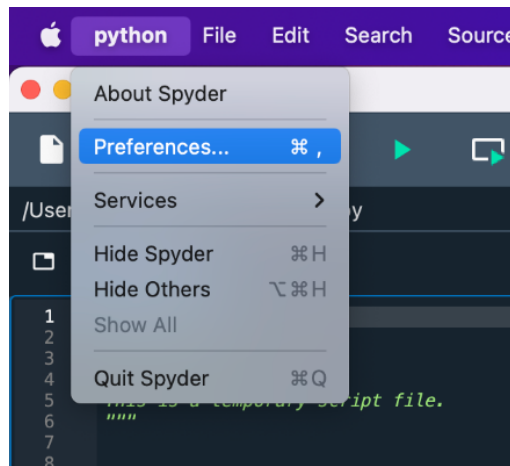 python File Edit Search Source
About Spyder
Preferences... ⌘ ,
/User
Services >
y
Hide Spyder ⌘H
Hide Others ⌥⌘H
Show All
Quit Spyder ⌘Q
1
2
3
4
5 This is a temporary script file.
6 """
7
8